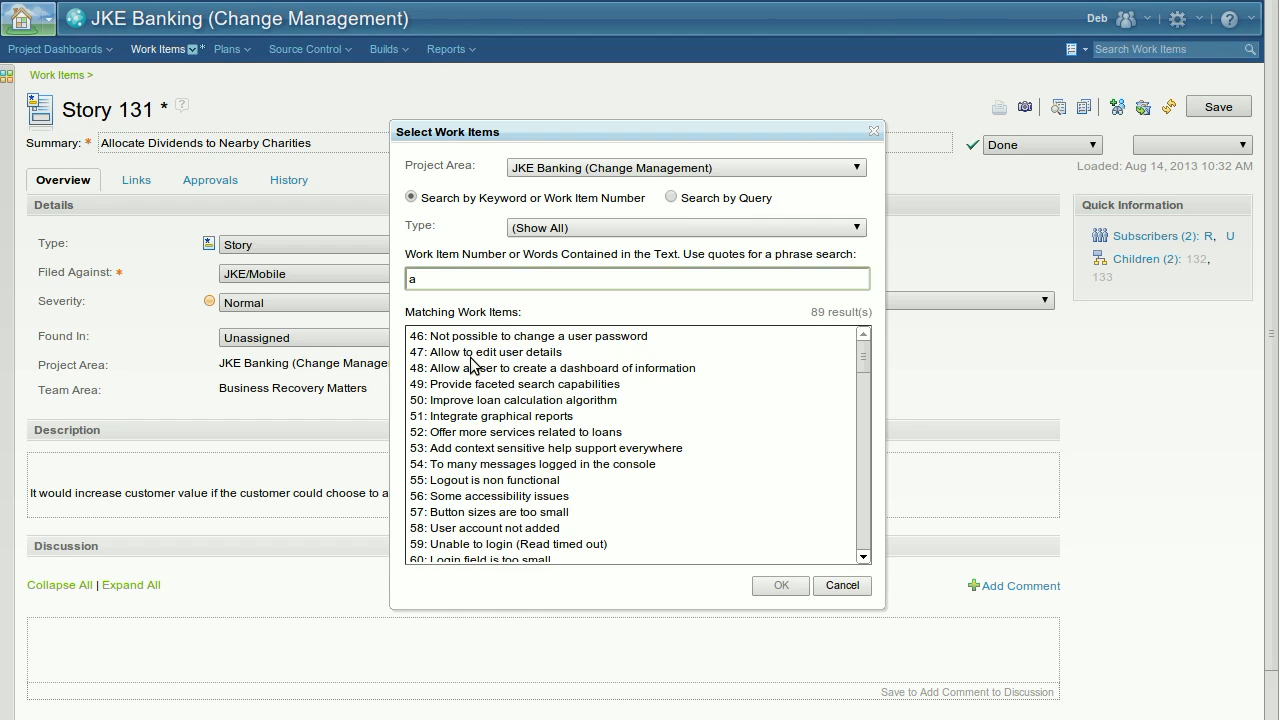 JKE Banking (Change Management)
Deb
Project Dashboards Work Items * Plans Source Control Builds Reports
Search Work Items
Work Items >
Story 131 * ?
Save
Summary: * Allocate Dividends to Nearby Charities
Done
Loaded: Aug 14, 2013 10:32 AM
Overview Links Approvals History
Details
Type: Story
Filed Against: * JKE/Mobile
Severity: Normal
Found In: Unassigned
Project Area: JKE Banking (Change Manage
Team Area: Business Recovery Matters
Quick Information
Subscribers (2): R, U
Children (2): 132,
133
Description
It would increase customer value if the customer could choose to a
Discussion
Collapse All | Expand All
Add Comment
Save to Add Comment to Discussion
Select Work Items
Project Area: JKE Banking (Change Management)
Search by Keyword or Work Item Number Search by Query
Type: (Show All)
Work Item Number or Words Contained in the Text. Use quotes for a phrase search:
a
Matching Work Items: 89 result(s)
46: Not possible to change a user password
47: Allow to edit user details
48: Allow a user to create a dashboard of information
49: Provide faceted search capabilities
50: Improve loan calculation algorithm
51: Integrate graphical reports
52: Offer more services related to loans
53: Add context sensitive help support everywhere
54: To many messages logged in the console
55: Logout is non functional
56: Some accessibility issues
57: Button sizes are too small
58: User account not added
59: Unable to login (Read timed out)
60: Login field is too small
OK Cancel